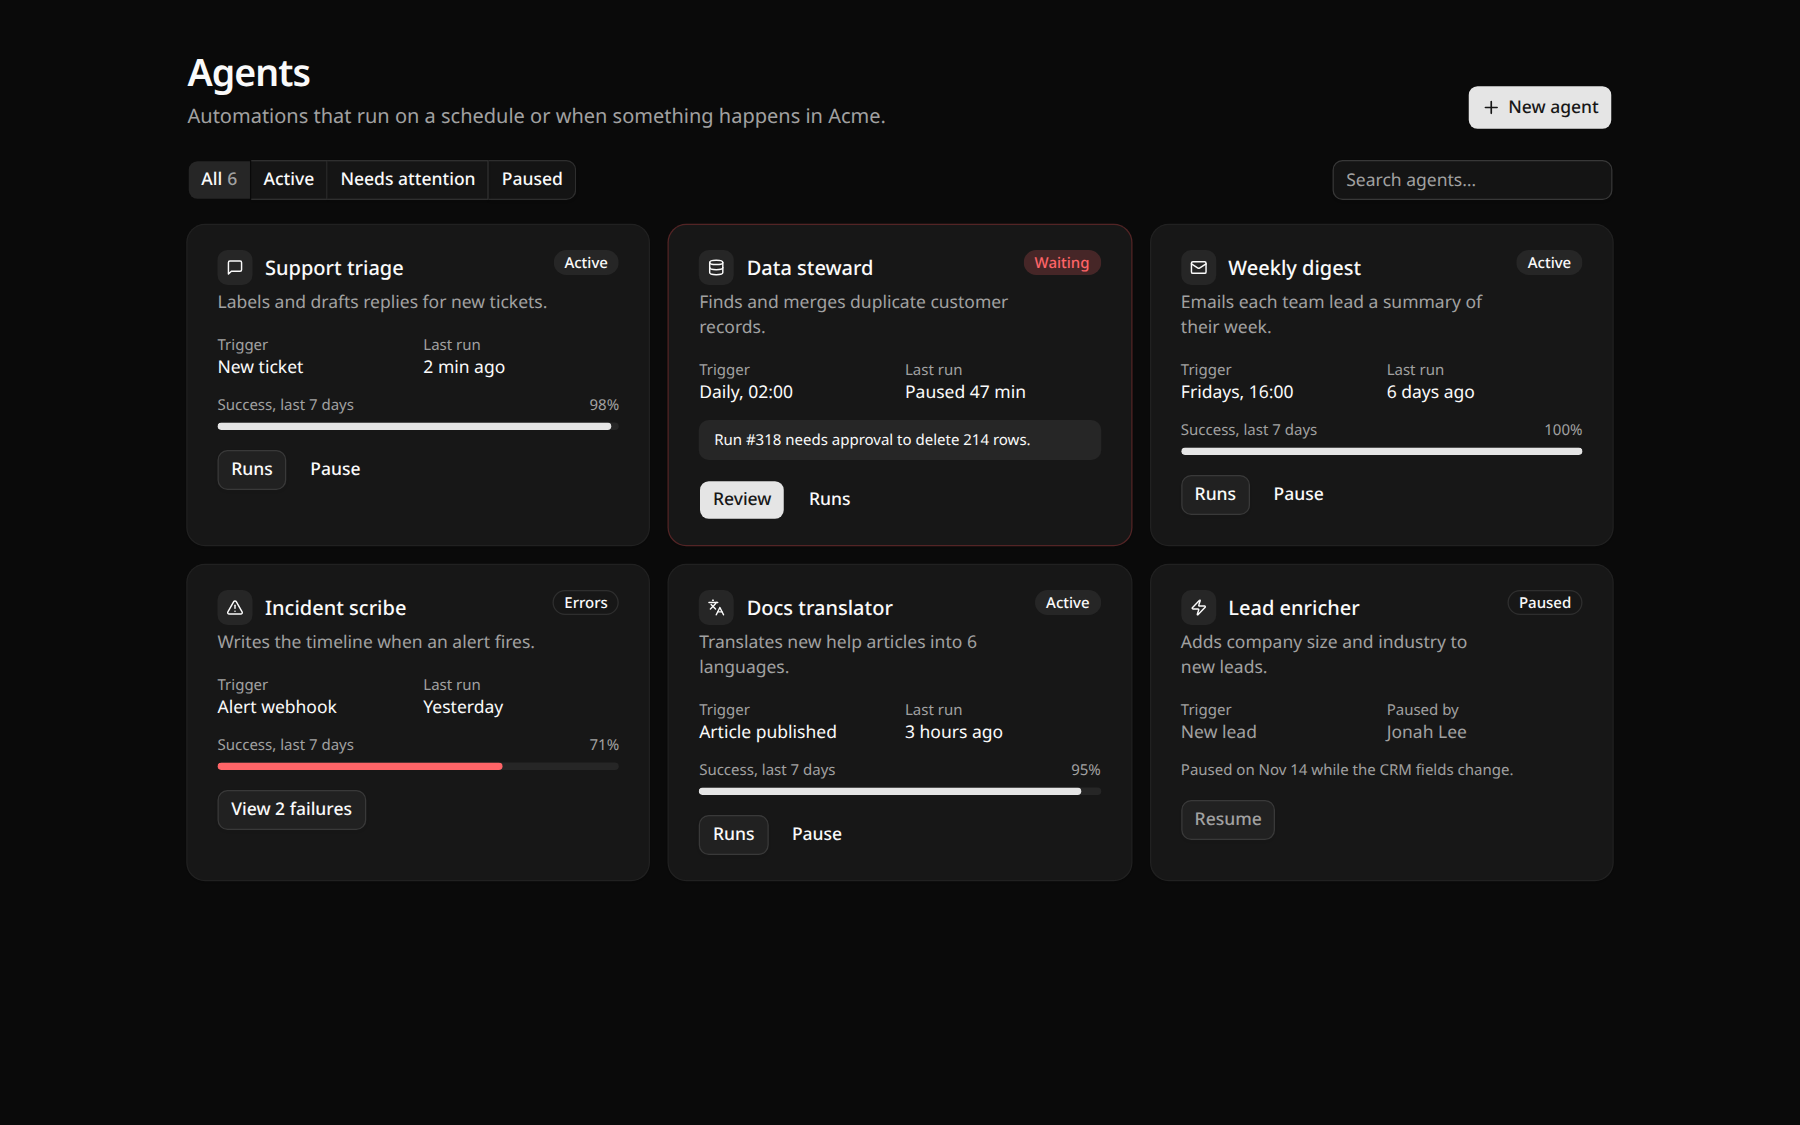 Agents
Automations that run on a schedule or when something happens in Acme.
New agent
All 6
Active
Needs attention
Paused
Search agents...
Support triage
Active
Labels and drafts replies for new tickets.
Trigger
Last run
New ticket
2 min ago
Success, last 7 days
98%
Runs
Pause
Data steward
Waiting
Finds and merges duplicate customer
records.
Trigger
Last run
Daily, 02:00
Paused 47 min
Run #318 needs approval to delete 214 rows.
Review
Runs
Weekly digest
Active
Emails each team lead a summary of
their week.
Trigger
Last run
Fridays, 16:00
6 days ago
Success, last 7 days
100%
Runs
Pause
Incident scribe
Errors
Writes the timeline when an alert fires.
Trigger
Last run
Alert webhook
Yesterday
Success, last 7 days
71%
View 2 failures
Docs translator
Active
Translates new help articles into 6
languages.
Trigger
Last run
Article published
3 hours ago
Success, last 7 days
95%
Runs
Pause
Lead enricher
Paused
Adds company size and industry to
new leads.
Trigger
Paused by
New lead
Jonah Lee
Paused on Nov 14 while the CRM fields change.
Resume